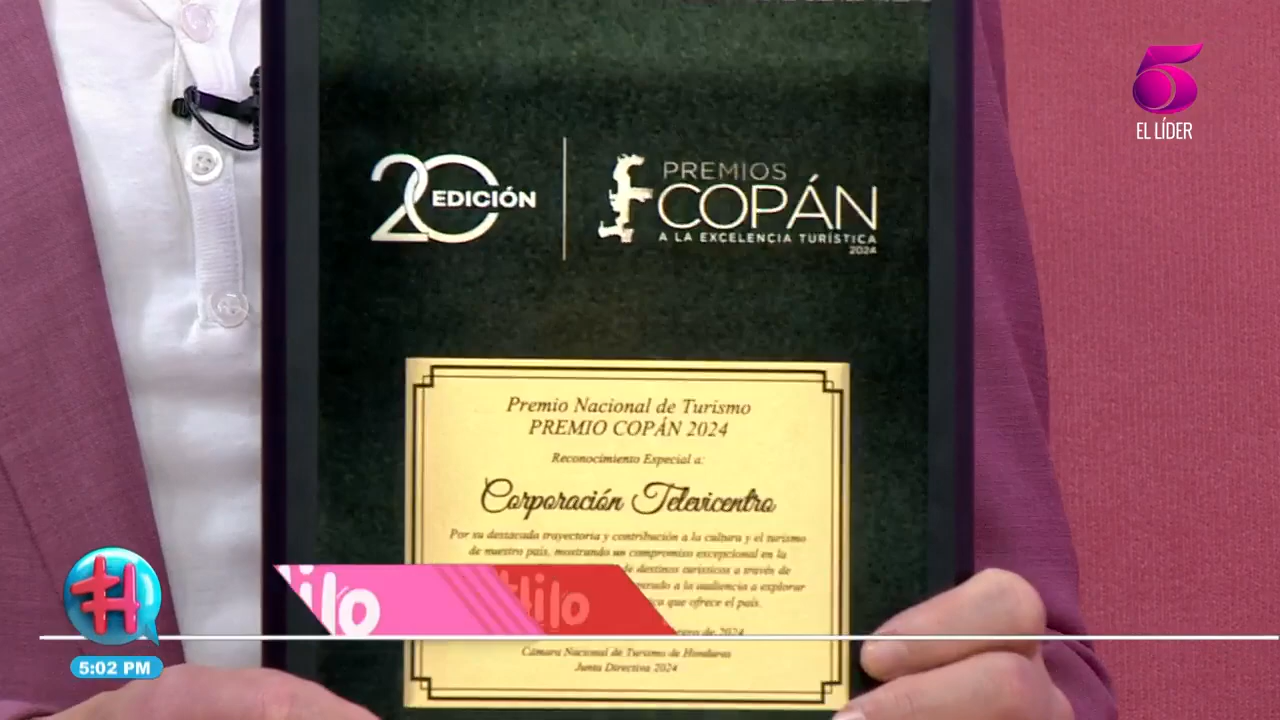 5
EL LÍDER
20 EDICIÓN
PREMIOS
COPÁN
A LA EXCELENCIA TURÍSTICA
2024
Premio Nacional de Turismo
PREMIO COPÁN 2024
Reconocimiento Especial a:
Corporación Televicentro
Por su destacada trayectoria y contribución a la cultura y el turismo
de nuestro país, mostrando un compromiso excepcional en la
de destinos turísticos a través de
a la audiencia a explorar
que ofrece el país.
de 2024
Cámara Nacional de Turismo de Honduras
Junta Directiva 2024
ilo
ilo
H
5:02 PM